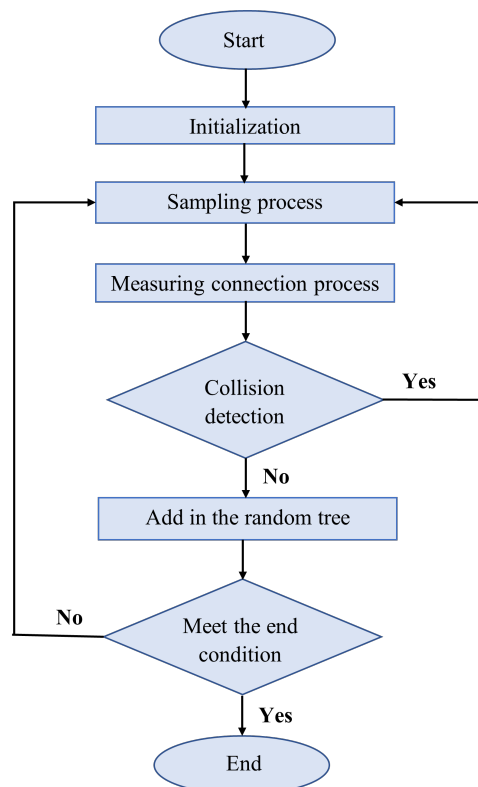 Start
Initialization
Sampling process
Measuring connection process
Collision
detection
Yes
No
Add in the random tree
No
Meet the end
condition
Yes
End